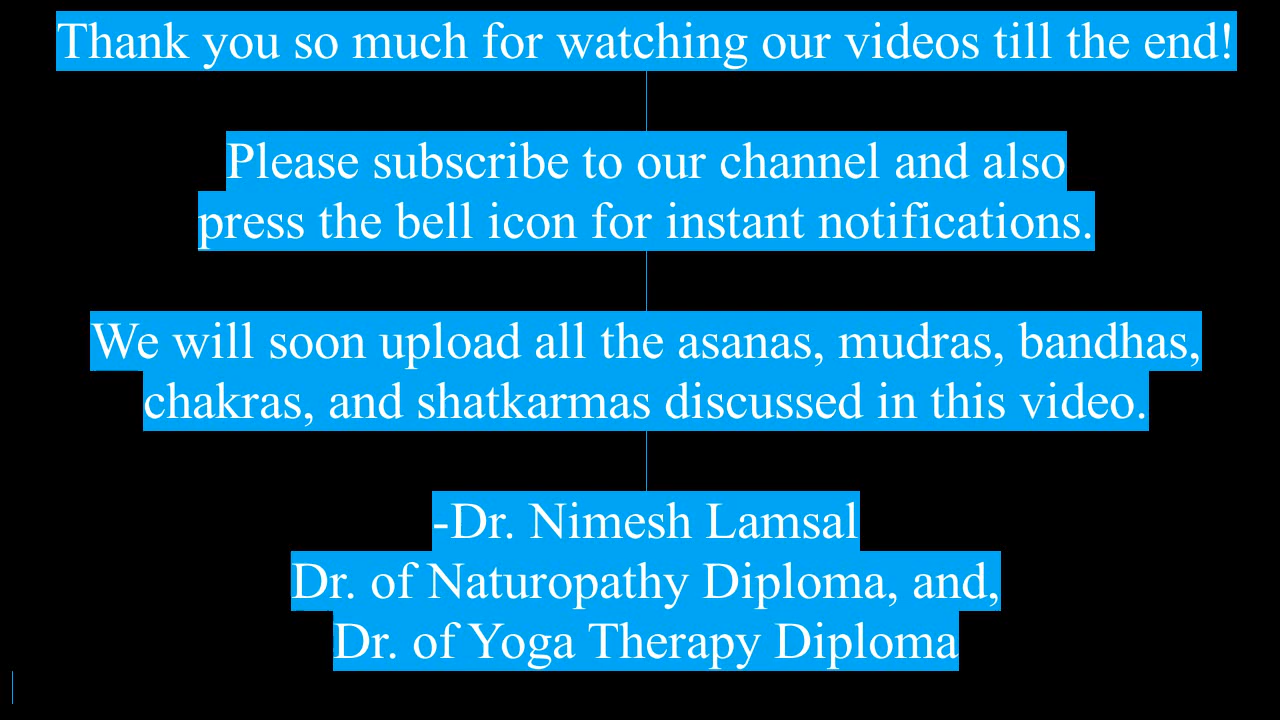 Thank you so much for watching our videos till the end!
Please subscribe to our channel and also
press the bell icon for instant notifications.
We will soon upload all the asanas, mudras, bandhas,
chakras, and shatkarmas discussed in this video.
-Dr. Nimesh Lamsal
Dr. of Naturopathy Diploma, and,
Dr. of Yoga Therapy Diploma